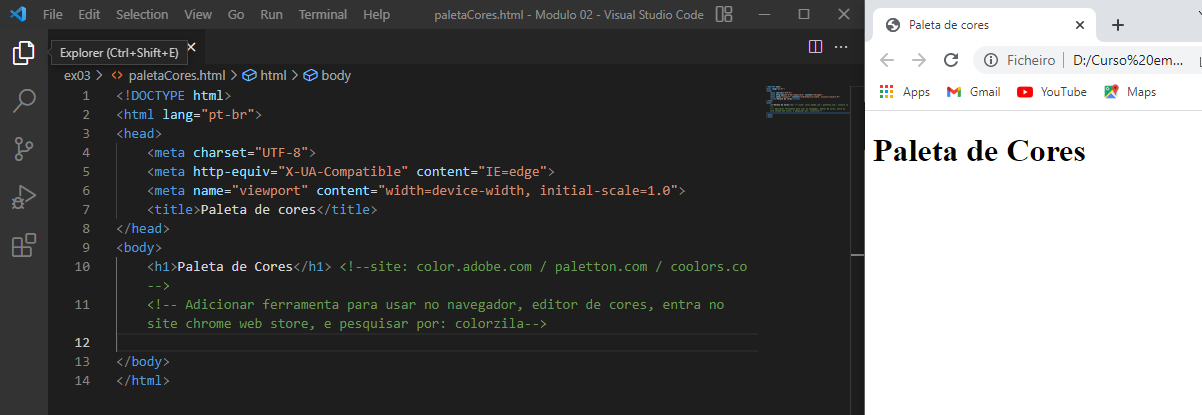 File Edit Selection View Go Run Terminal Help paletaCores.html - Modulo 02 - Visual Studio Code
Explorer (Ctrl+Shift+E)
ex03 > <> paletaCores.html > html > body
1 <!DOCTYPE html>
2 <html lang="pt-br">
3 <head>
4 <meta charset="UTF-8">
5 <meta http-equiv="X-UA-Compatible" content="IE=edge">
6 <meta name="viewport" content="width=device-width, initial-scale=1.0">
7 <title>Paleta de cores</title>
8 </head>
9 <body>
10 <h1>Paleta de Cores</h1> <!--site: color.adobe.com / paletton.com / coolors.co
-->
11 <!-- Adicionar ferramenta para usar no navegador, editor de cores, entra no
site chrome web store, e pesquisar por: colorzila-->
12
13 </body>
14 </html>
Paleta de cores
Ficheiro | D:/Curso%20em...
Apps Gmail YouTube Maps
Paleta de Cores